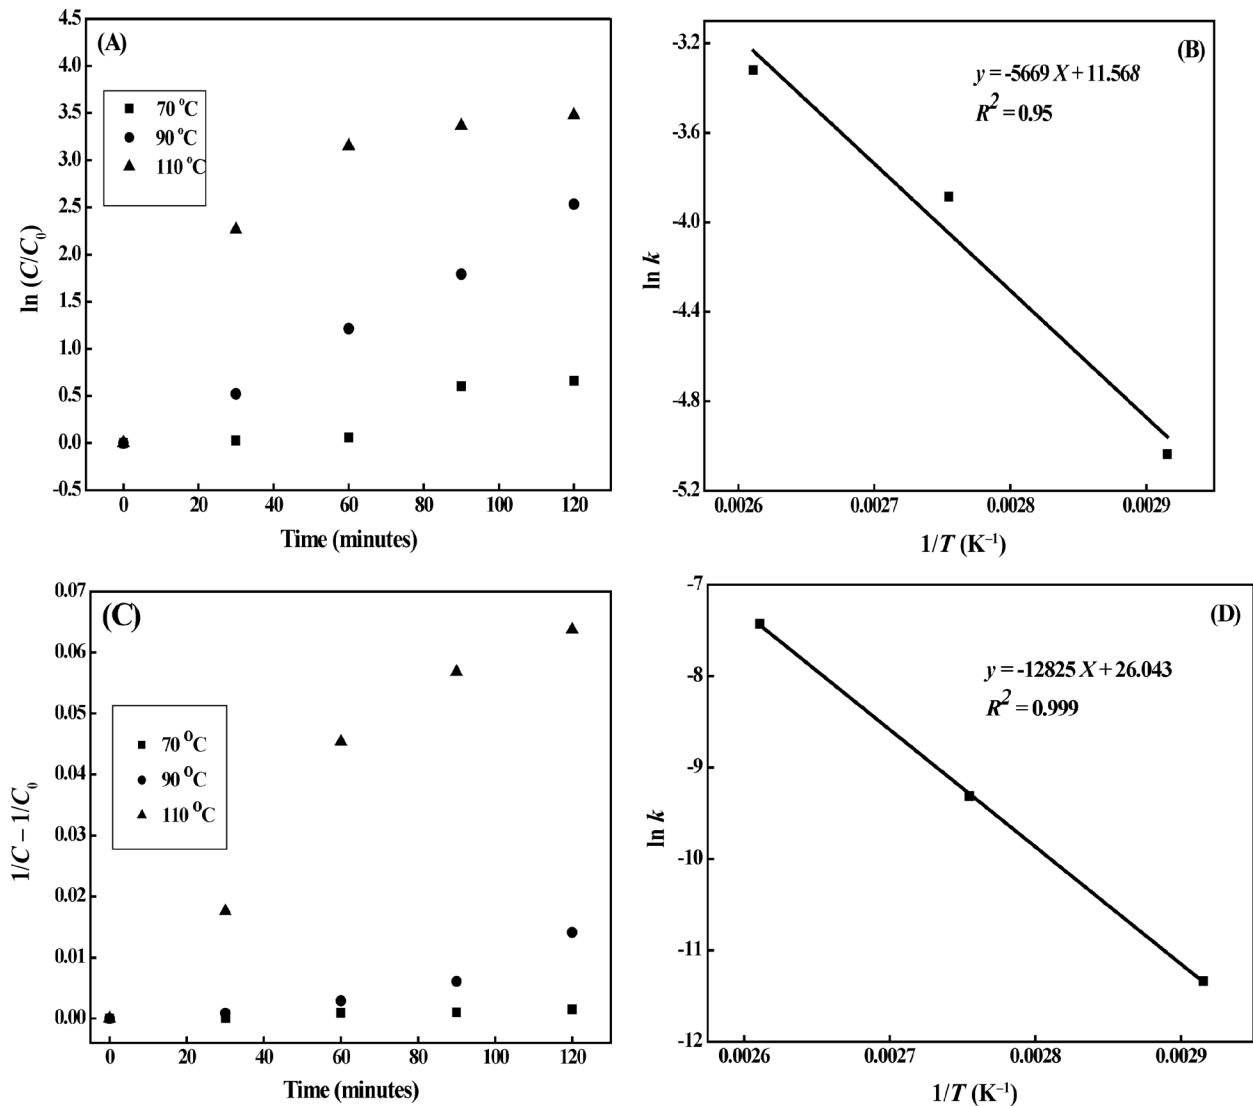 (A)
4.5
4.0
3.5
3.0
2.5
2.0
1.5
1.0
0.5
0.0
-0.5
ln (C/C₀)
70 °C
90 °C
110 °C
0 20 40 60 80 100 120
Time (minutes)
(B)
y = -5669 X + 11.568
R² = 0.95
-3.2
-3.6
-4.0
-4.4
-4.8
-5.2
ln k
0.0026 0.0027 0.0028 0.0029
1/T (K⁻¹)
(C)
0.07
0.06
0.05
0.04
0.03
0.02
0.01
0.00
1/C – 1/C₀
70 °C
90 °C
110 °C
0 20 40 60 80 100 120
Time (minutes)
(D)
y = -12825 X + 26.043
R² = 0.999
-7
-8
-9
-10
-11
-12
ln k
0.0026 0.0027 0.0028 0.0029
1/T (K⁻¹)